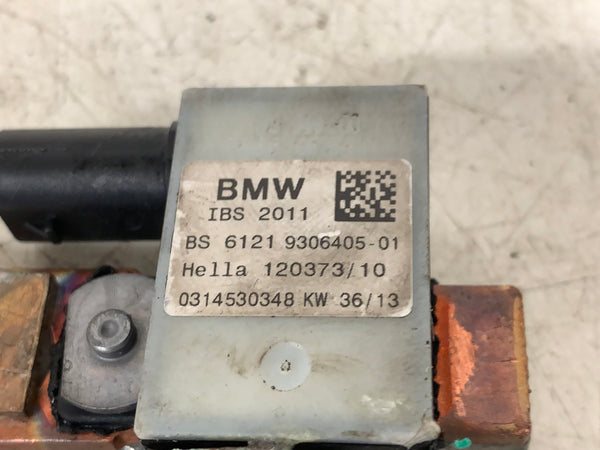 BMW
IBS 2011
BS 6121 9306405-01
Hella 120373/10
0314530348 KW 36/13